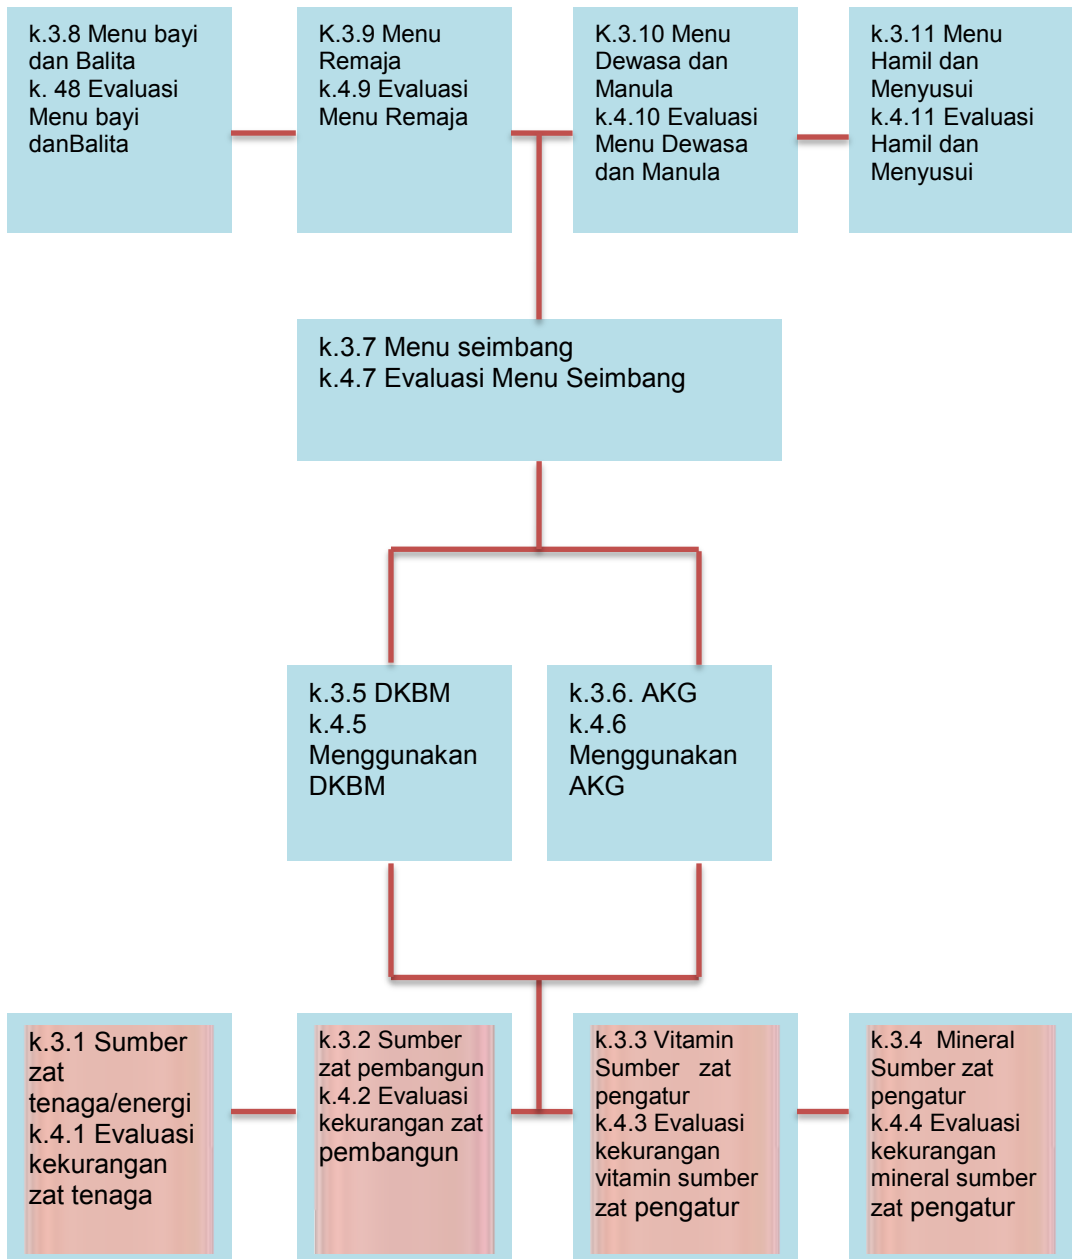 k.3.8 Menu bayi
dan Balita
k. 48 Evaluasi
Menu bayi
danBalita
K.3.9 Menu
Remaja
k.4.9 Evaluasi
Menu Remaja
K.3.10 Menu
Dewasa dan
Manula
k.4.10 Evaluasi
Menu Dewasa
dan Manula
k.3.11 Menu
Hamil dan
Menyusui
k.4.11 Evaluasi
Hamil dan
Menyusui
k.3.7 Menu seimbang
k.4.7 Evaluasi Menu Seimbang
k.3.5 DKBM
k.4.5
Menggunakan
DKBM
k.3.6. AKG
k.4.6
Menggunakan
AKG
k.3.1 Sumber
zat
tenaga/energi
k.4.1 Evaluasi
kekurangan
zat tenaga
k.3.2 Sumber
zat pembangun
k.4.2 Evaluasi
kekurangan zat
pembangun
k.3.3 Vitamin
Sumber zat
pengatur
k.4.3 Evaluasi
kekurangan
vitamin sumber
zat pengatur
k.3.4 Mineral
Sumber zat
pengatur
k.4.4 Evaluasi
kekurangan
mineral sumber
zat pengatur